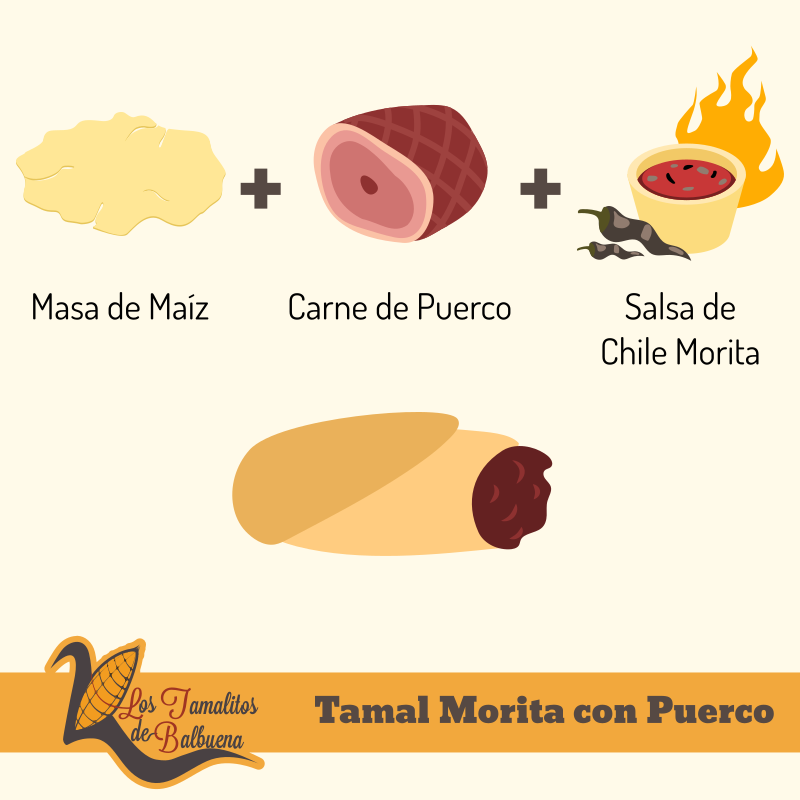 Masa de Maíz
Carne de Puerco
Salsa de
Chile Morita
Los Tamalitos
de Balbuena
Tamal Morita con Puerco